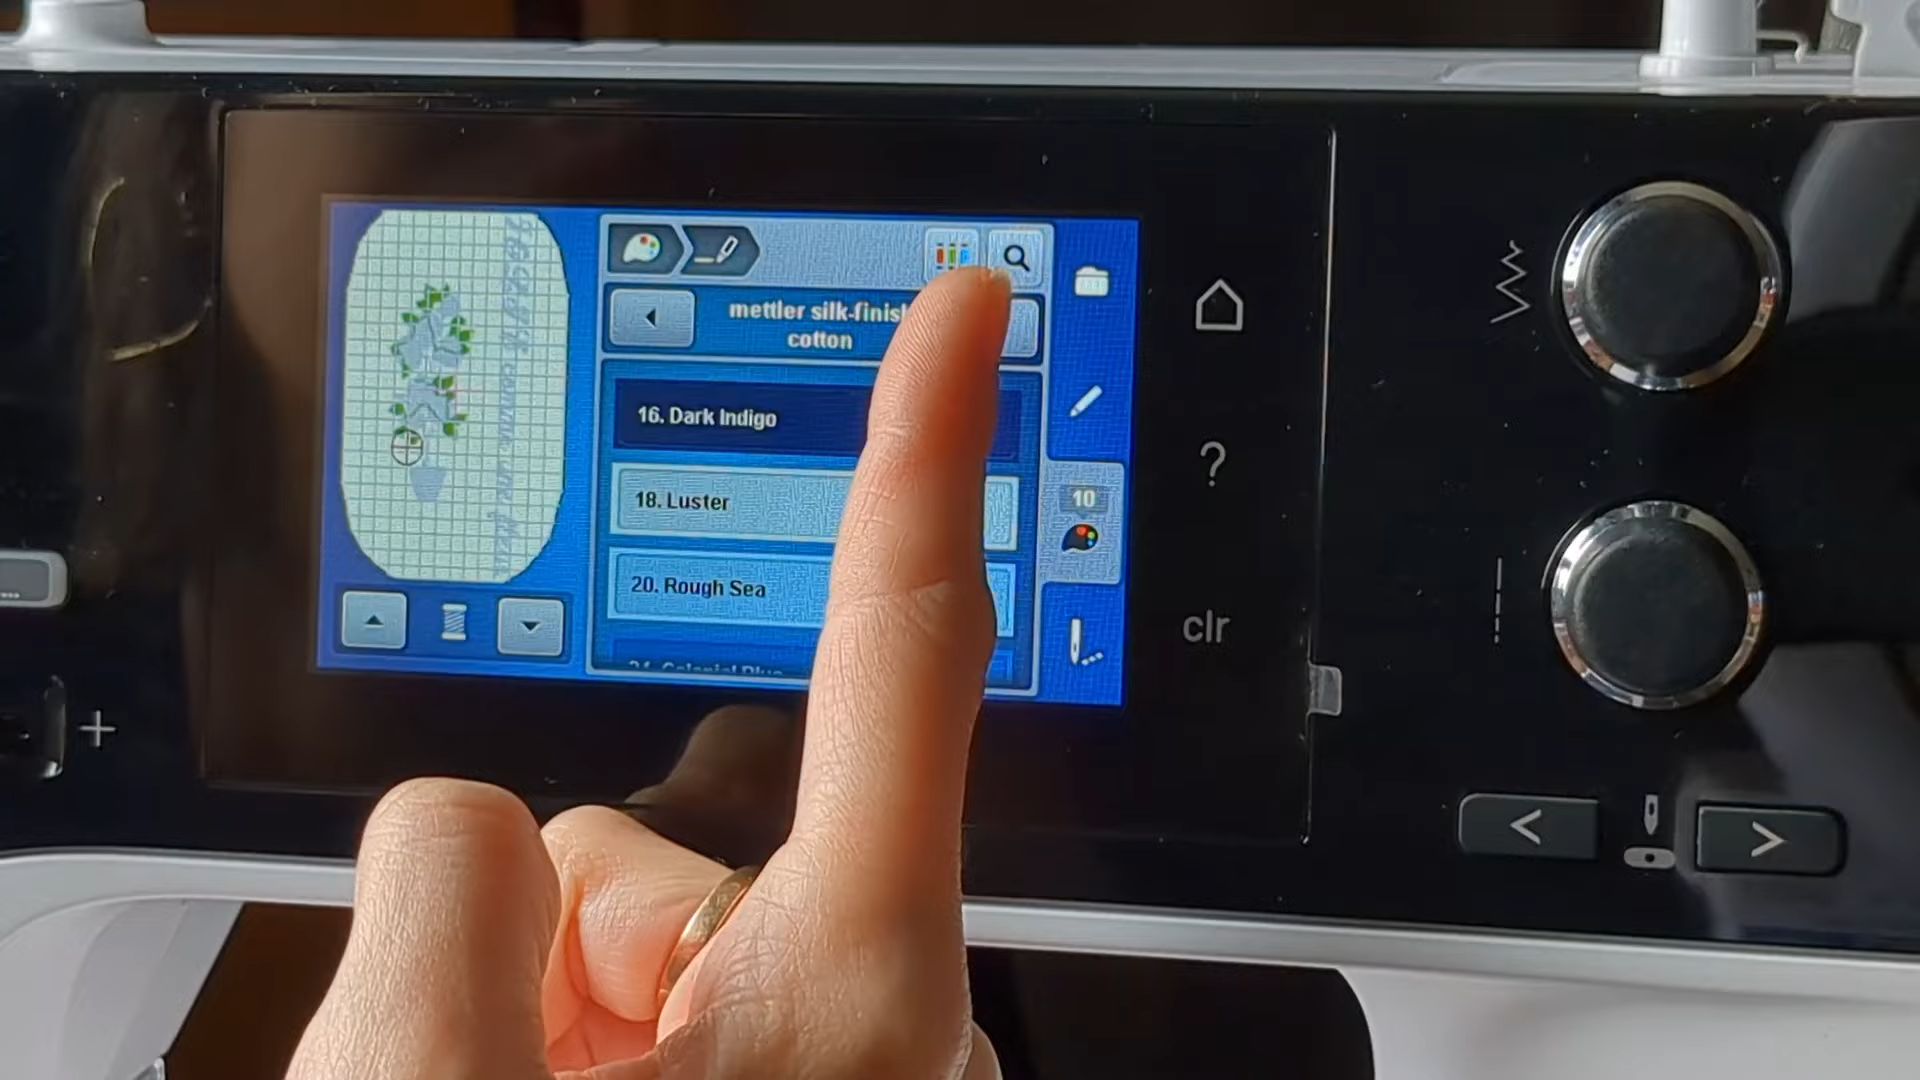 mettler silk-finis
cotton
16. Dark Indigo
18. Luster
20. Rough Sea
10
?
clr
+
<
>